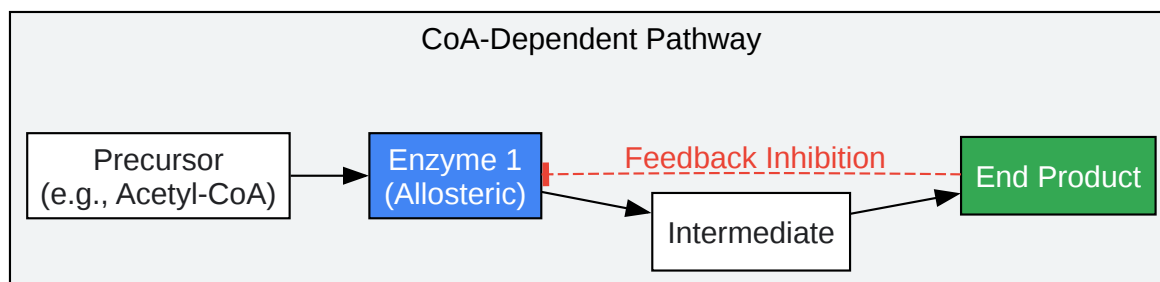 CoA-Dependent Pathway
Precursor
(e.g., Acetyl-CoA)
Enzyme 1
(Allosteric)
Feedback Inhibition
Intermediate
End Product